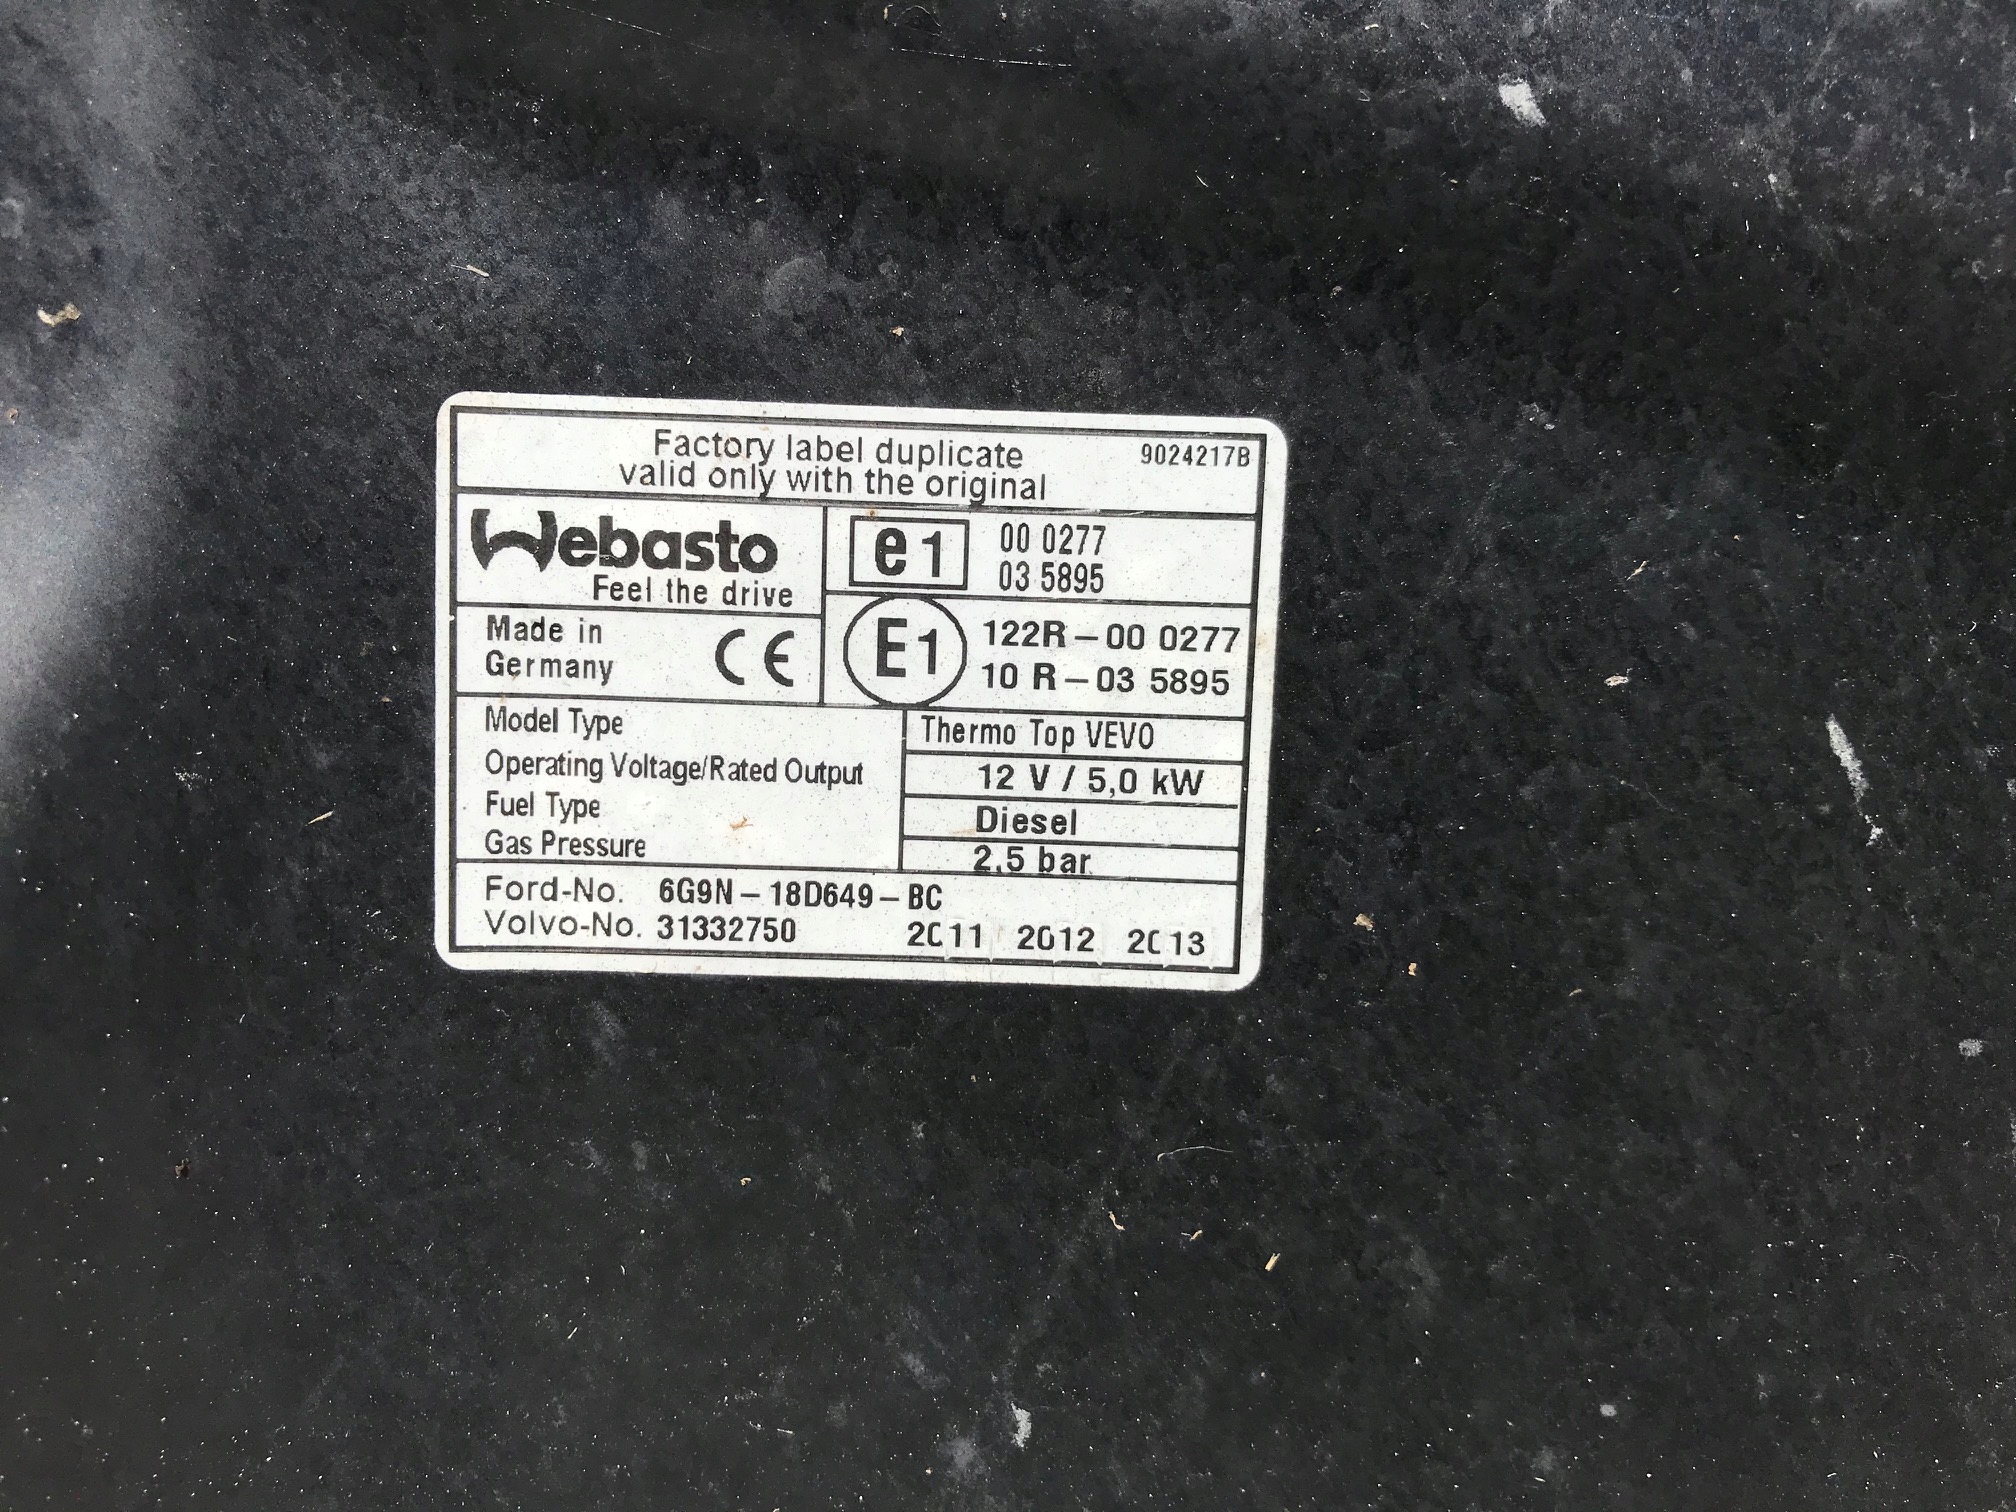 Factory label duplicate
valid only with the original
9024217B
Webasto
Feel the drive
e1
00 0277
03 5895
Made in
Germany
CE
E1
122R – 00 0277
10 R – 03 5895
Model Type
Thermo Top VEVO
Operating Voltage/Rated Output
12 V / 5,0 kW
Fuel Type
Diesel
Gas Pressure
2,5 bar
Ford-No. 6G9N – 18D649 – BC
Volvo-No. 31332750
2011 2012 2013